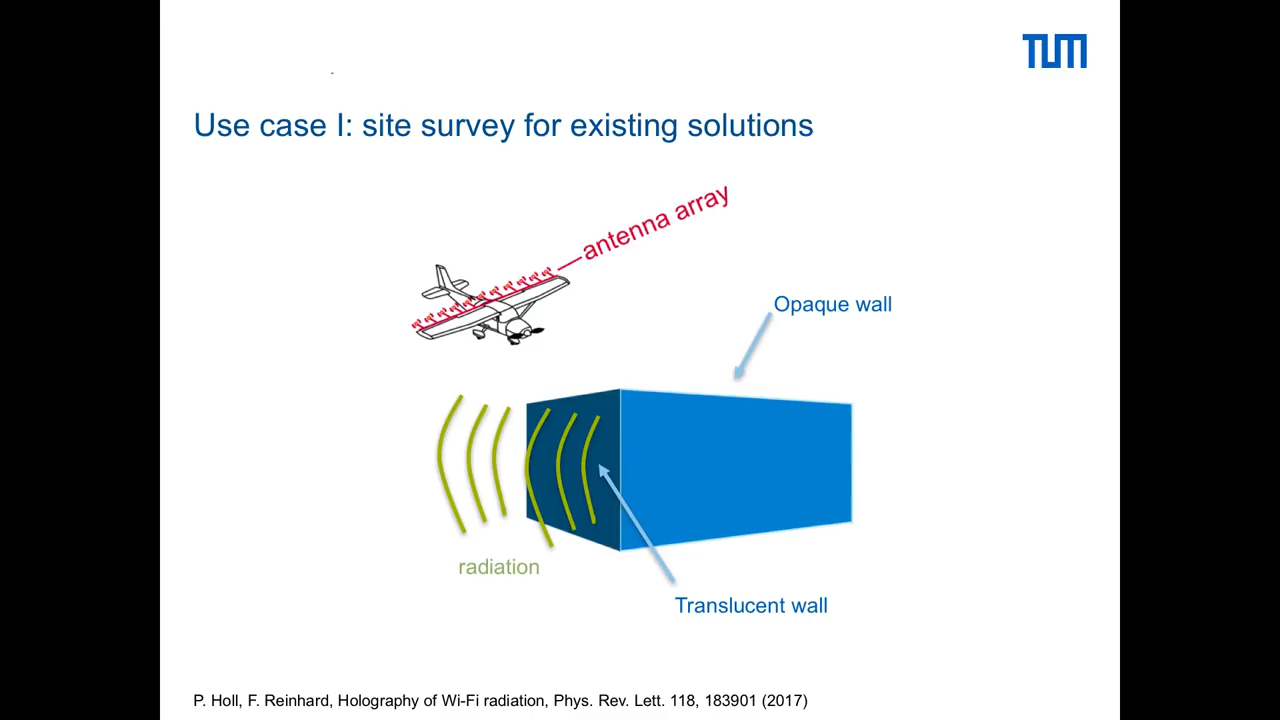 TUM
Use case I: site survey for existing solutions
antenna array
Opaque wall
radiation
Translucent wall
P. Holl, F. Reinhard, Holography of Wi-Fi radiation, Phys. Rev. Lett. 118, 183901 (2017)